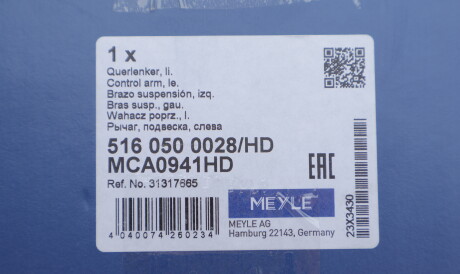 1 x
Querlenker, li.
Control arm, le.
Brazo suspensión, izq.
Bras susp., gau.
Wahacz poprz., l.
Рычаг, подвеска, слева
516 050 0028/HD
MCA0941HD
Ref. No. 31317665
EAC
MEYLE
MEYLE AG
Hamburg 22143, Germany
4 040074 260234
23X3430